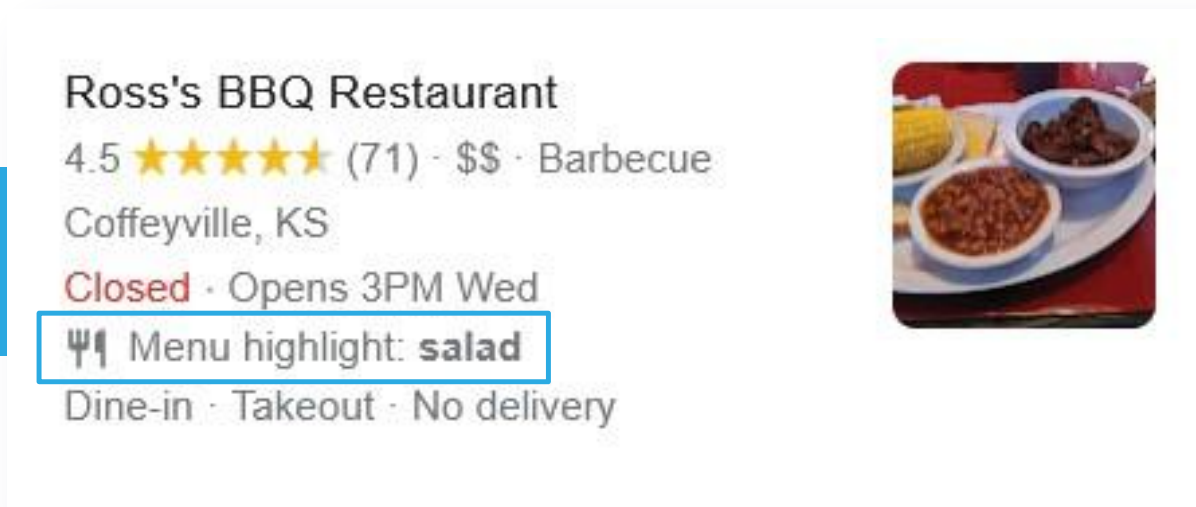 Ross's BBQ Restaurant
4.5 (71) · $$ · Barbecue
Coffeyville, KS
Closed · Opens 3PM Wed
Menu highlight: salad
Dine-in · Takeout · No delivery